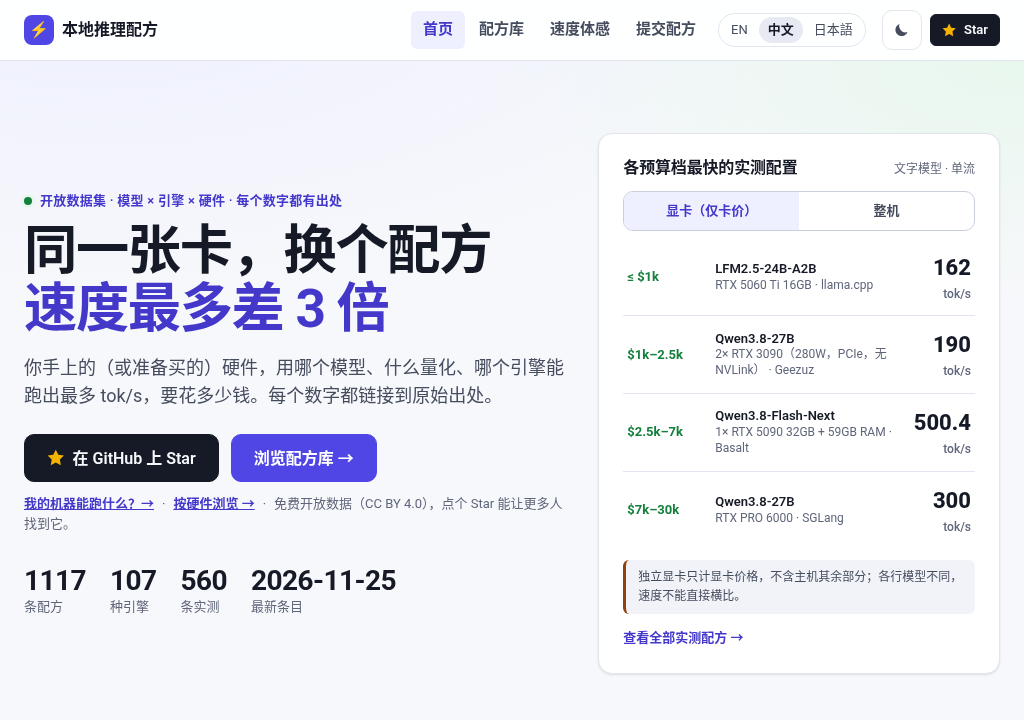 本地推理配方
首页
配方库
速度体感
提交配方
EN
中文
日本語
Star
开放数据集 · 模型 × 引擎 × 硬件 · 每个数字都有出处
同一张卡，换个配方
速度最多差 3 倍
你手上的（或准备买的）硬件，用哪个模型、什么量化、哪个引擎能
跑出最多 tok/s，要花多少钱。每个数字都链接到原始出处。
在 GitHub 上 Star
浏览配方库 →
我的机器能跑什么？ → · 按硬件浏览 → · 免费开放数据（CC BY 4.0），点个 Star 能让更多人
找到它。
1117
条配方
107
种引擎
560
条实测
2026-11-25
最新条目
各预算档最快的实测配置
文字模型 · 单流
显卡（仅卡价）
整机
≤ $1k
LFM2.5-24B-A2B
RTX 5060 Ti 16GB · llama.cpp
162
tok/s
$1k–2.5k
Qwen3.8-27B
2× RTX 3090（280W，PCIe，无
NVLink） · Geezuz
190
tok/s
$2.5k–7k
Qwen3.8-Flash-Next
1× RTX 5090 32GB + 59GB RAM ·
Basalt
500.4
tok/s
$7k–30k
Qwen3.8-27B
RTX PRO 6000 · SGLang
300
tok/s
独立显卡只计显卡价格，不含主机其余部分；各行模型不同，
速度不能直接横比。
查看全部实测配方 →